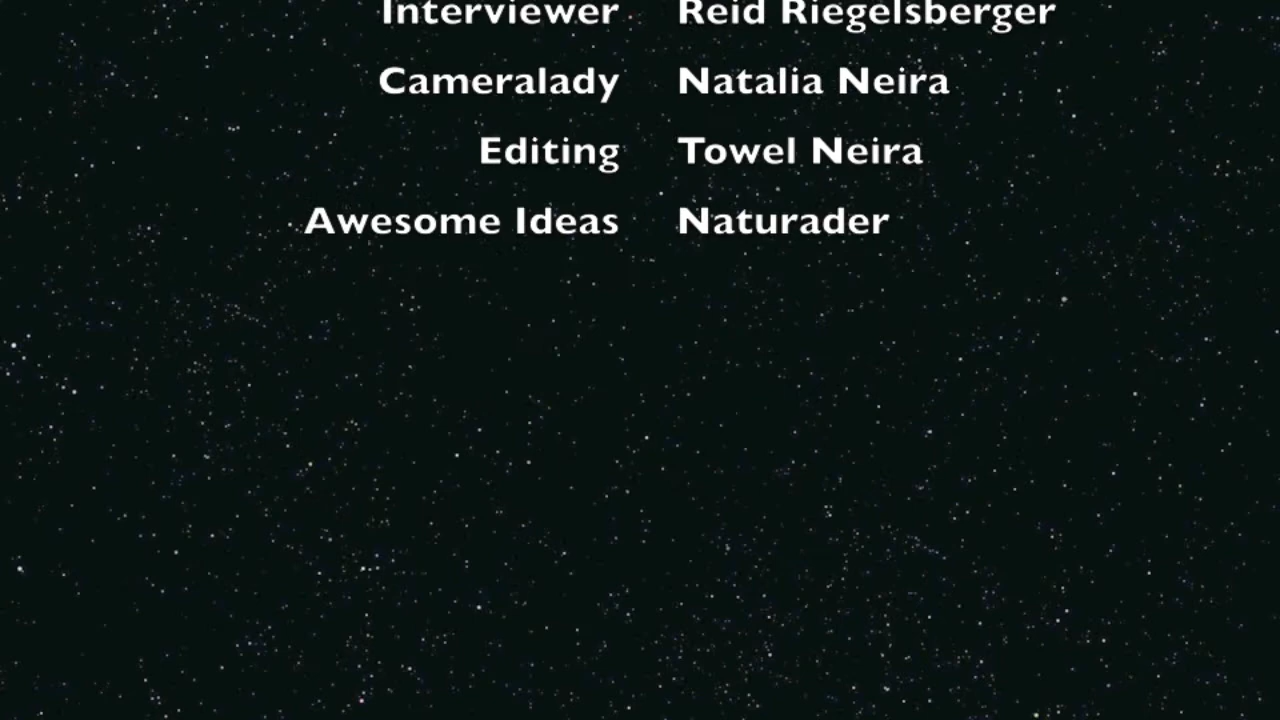 Interviewer Reid Riegelsberger
Cameralady Natalia Neira
Editing Towel Neira
Awesome Ideas Naturader